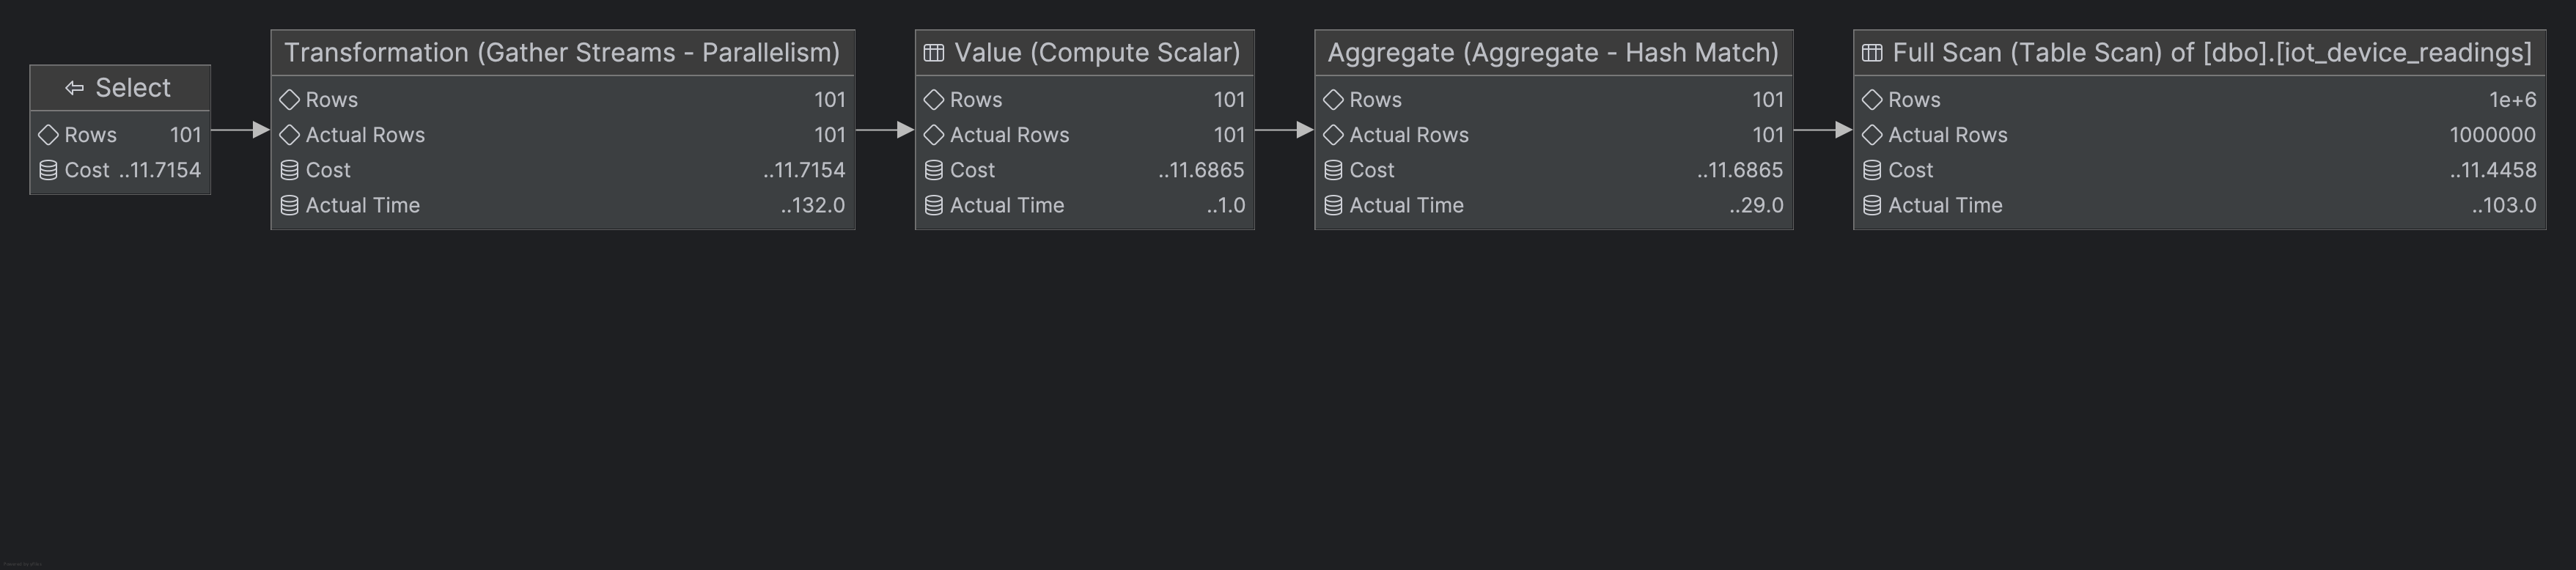 Select
Rows 101
Cost ..11.7154
Transformation (Gather Streams - Parallelism)
Rows 101
Actual Rows 101
Cost ..11.7154
Actual Time ..132.0
Value (Compute Scalar)
Rows 101
Actual Rows 101
Cost ..11.6865
Actual Time ..1.0
Aggregate (Aggregate - Hash Match)
Rows 101
Actual Rows 101
Cost ..11.6865
Actual Time ..29.0
Full Scan (Table Scan) of [dbo].[iot_device_readings]
Rows 1e+6
Actual Rows 1000000
Cost ..11.4458
Actual Time ..103.0